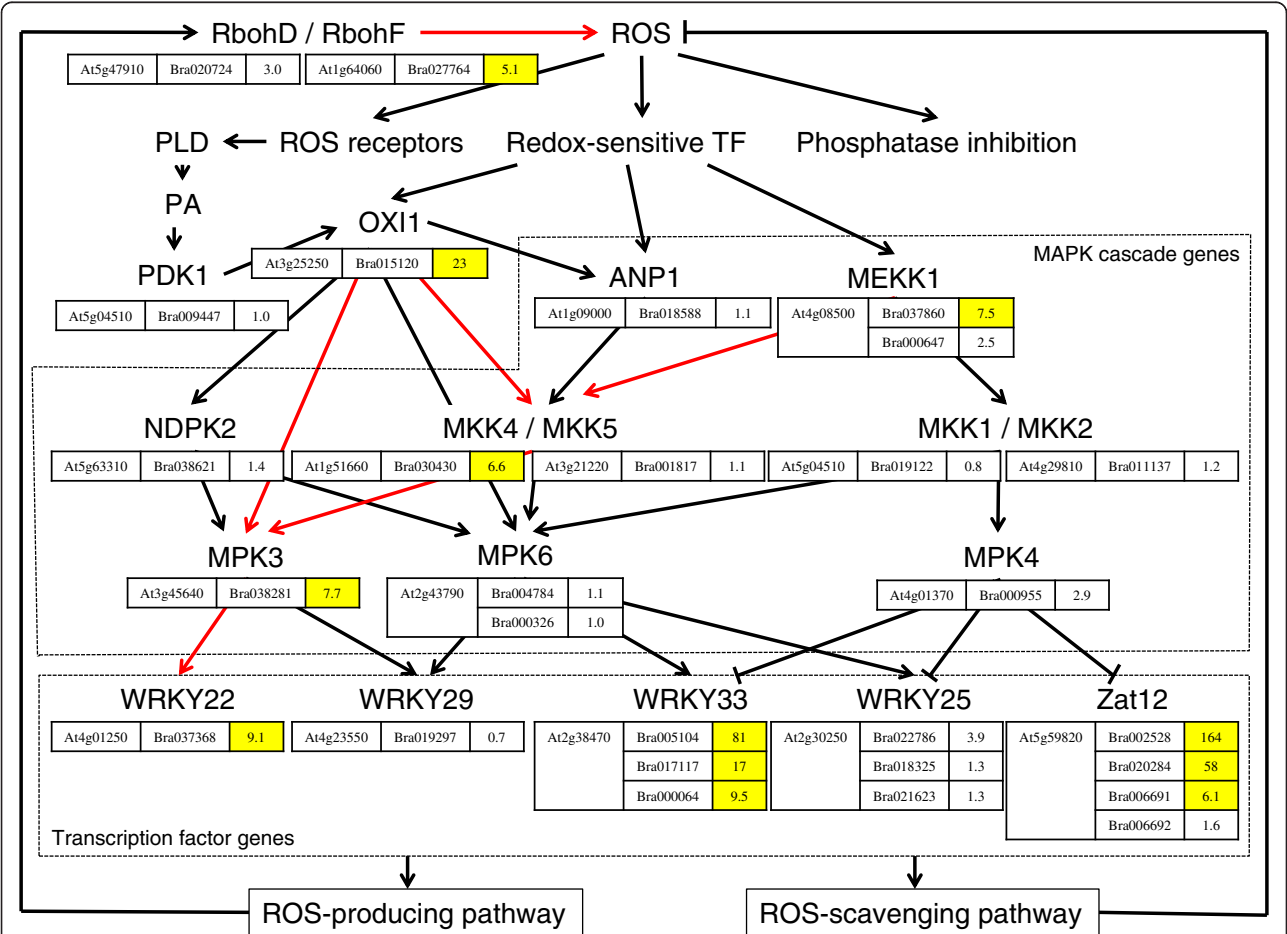 RbohD / RbohF
ROS
At5g47910 Bra020724 3.0 At1g64060 Bra027764 5.1
PLD
ROS receptors
Redox-sensitive TF
Phosphatase inhibition
PA
OXI1
At3g25250 Bra015120 23
MAPK cascade genes
PDK1
At5g04510 Bra009447 1.0
ANP1
At1g09000 Bra018588 1.1
MEKK1
At4g08500 Bra037860 7.5
Bra000647 2.5
NDPK2
At5g63310 Bra038621 1.4
MKK4 / MKK5
At1g51660 Bra030430 6.6 At3g21220 Bra001817 1.1
MKK1 / MKK2
At5g04510 Bra019122 0.8 At4g29810 Bra011137 1.2
MPK3
At3g45640 Bra038281 7.7
MPK6
At2g43790 Bra004784 1.1
Bra000326 1.0
MPK4
At4g01370 Bra000955 2.9
WRKY22
At4g01250 Bra037368 9.1
WRKY29
At4g23550 Bra019297 0.7
WRKY33
At2g38470 Bra005104 81
Bra017117 17
Bra000064 9.5
WRKY25
At2g30250 Bra022786 3.9
Bra018325 1.3
Bra021623 1.3
Zat12
At5g59820 Bra002528 164
Bra020284 58
Bra006691 6.1
Bra006692 1.6
Transcription factor genes
ROS-producing pathway
ROS-scavenging pathway